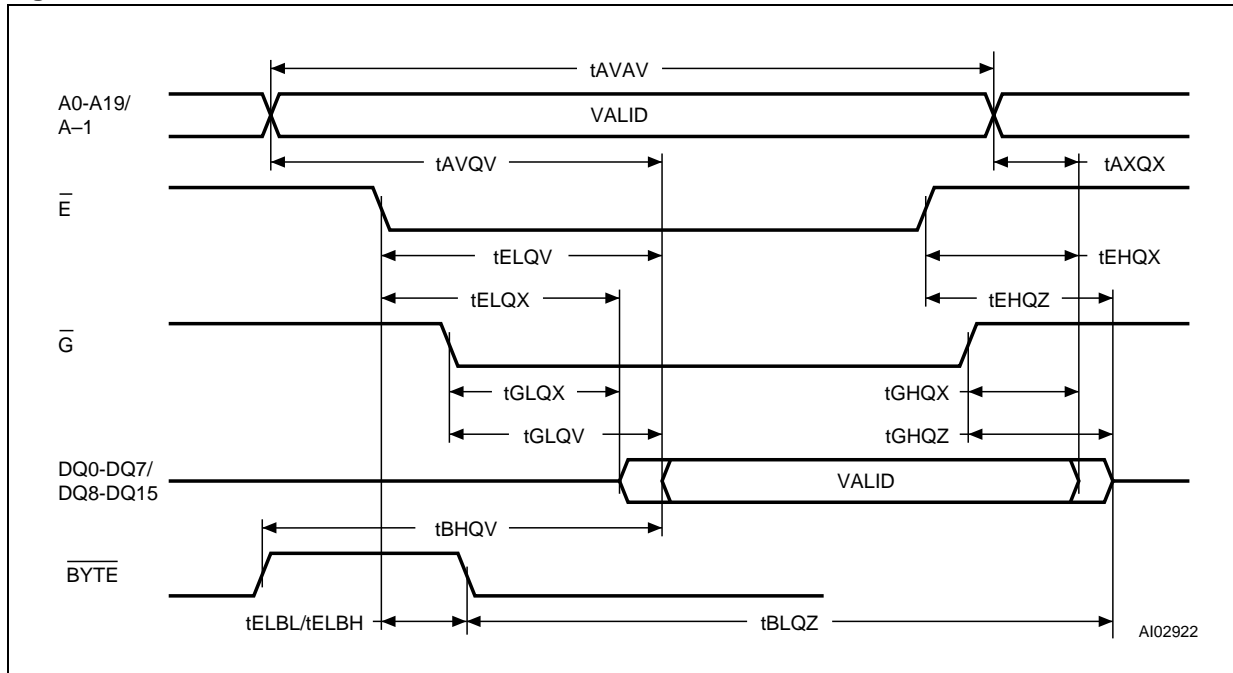 tAVAV
A0-A19/
A–1
VALID
tAVQV
tAXQX
E
tELQV
tEHQX
tELQX
tEHQZ
G
tGLQX
tGHQX
tGLQV
tGHQZ
DQ0-DQ7/
DQ8-DQ15
VALID
tBHQV
BYTE
tELBL/tELBH
tBLQZ
AI02922